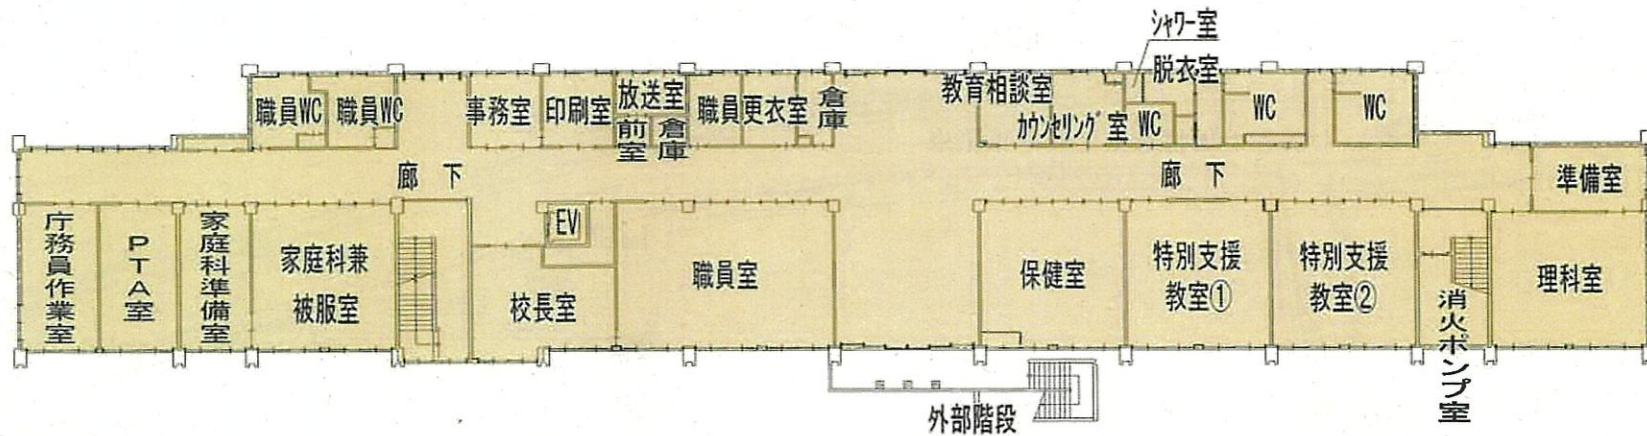 シャワー室
脱衣室
職員WC
職員WC
事務室
印刷室
放送室
前室
倉庫
職員
更衣室
倉庫
教育相談室
カウンセリング室
WC
WC
WC
廊下
廊下
準備室
庁務員作業室
PTA室
家庭科準備室
家庭科兼
被服室
EV
校長室
職員室
保健室
特別支援
教室①
特別支援
教室②
消火ポンプ室
理科室
外部階段